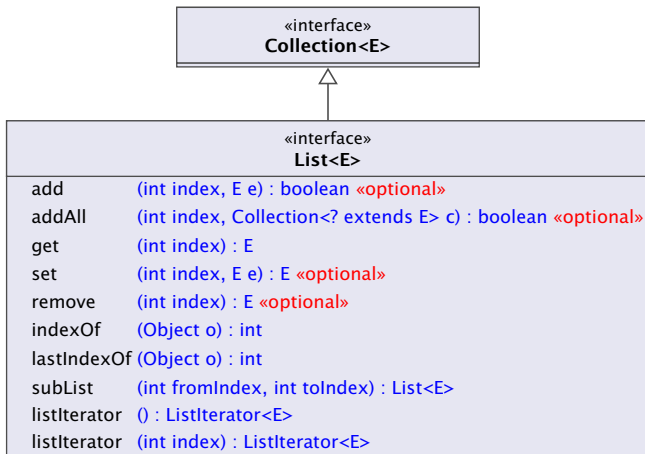 «interface»
Collection<E>
«interface»
List<E>
add (int index, E e) : boolean «optional»
addAll (int index, Collection<? extends E> c) : boolean «optional»
get (int index) : E
set (int index, E e) : E «optional»
remove (int index) : E «optional»
indexOf (Object o) : int
lastIndexOf (Object o) : int
subList (int fromIndex, int toIndex) : List<E>
listIterator () : ListIterator<E>
listIterator (int index) : ListIterator<E>